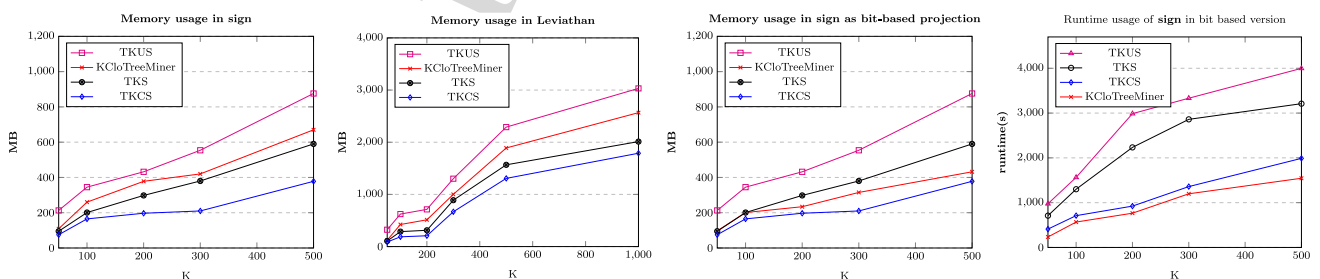 Memory usage in sign
1,200
1,000
800
600
400
200
0
100
200
300
400
500
MB
K
TKUS
KCloTreeMiner
TKS
TKCS
Memory usage in Leviathan
4,000
3,000
2,000
1,000
0
200
400
600
800
1,000
MB
K
TKUS
KCloTreeMiner
TKS
TKCS
Memory usage in sign as bit-based projection
1,200
1,000
800
600
400
200
0
100
200
300
400
500
MB
K
TKUS
KCloTreeMiner
TKS
TKCS
Runtime usage of sign in bit based version
4,000
3,000
2,000
1,000
0
100
200
300
400
500
runtime(s)
K
TKUS
TKS
TKCS
KCloTreeMiner